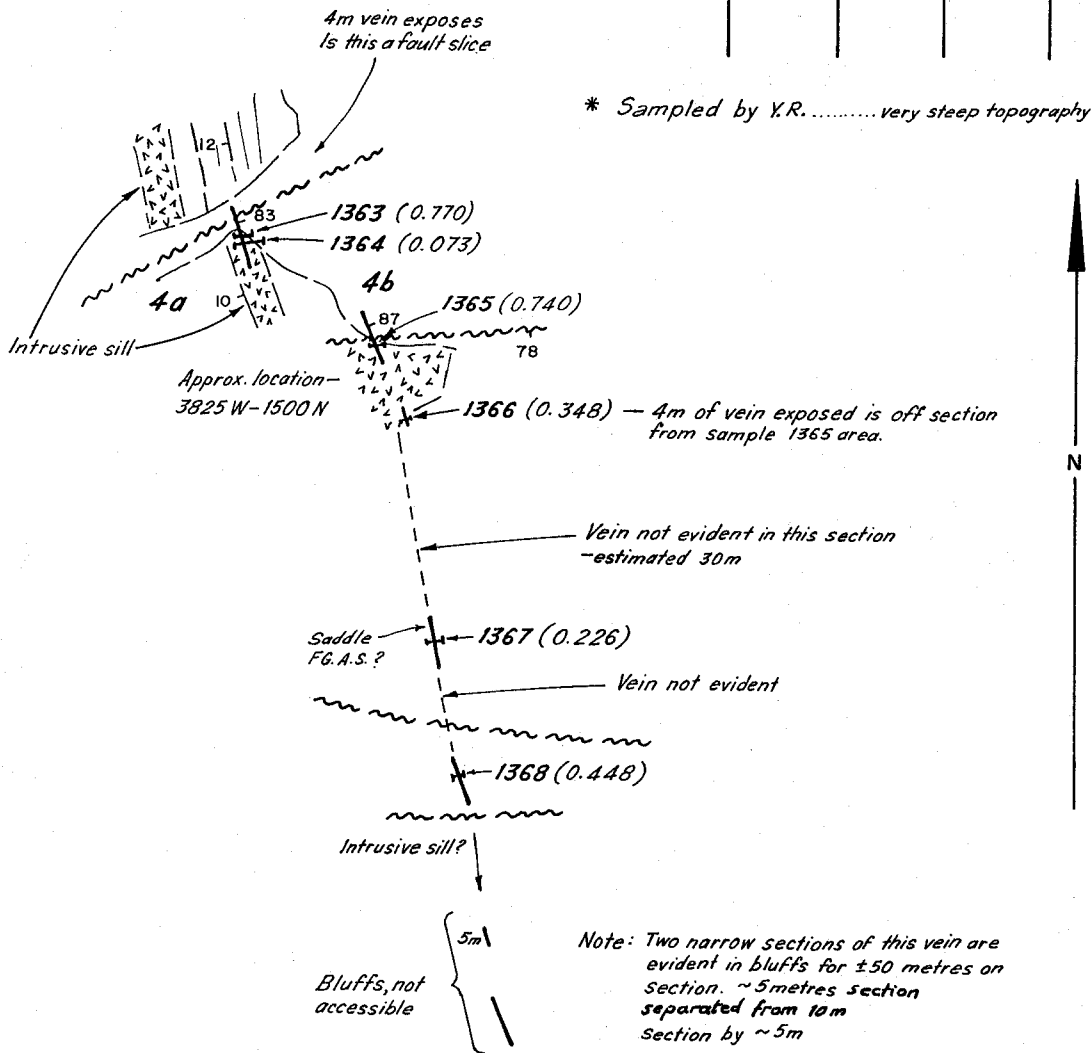 4m vein exposes
Is this a fault slice
* Sampled by Y.R. .......... very steep topography
12
83
1363 (0.770)
1364 (0.073)
4a
4b
10
1365 (0.740)
87
78
Intrusive sill
Approx. location –
3825 W – 1500 N
1366 (0.348) — 4m of vein exposed is off section
from sample 1365 area.
N
Vein not evident in this section
– estimated 30m
Saddle
FG.A.S. ?
1367 (0.226)
Vein not evident
1368 (0.448)
Intrusive sill?
5m
Bluffs, not
accessible
Note: Two narrow sections of this vein are
evident in bluffs for ±50 metres on
section. ~5metres section
separated from 10m
section by ~5m